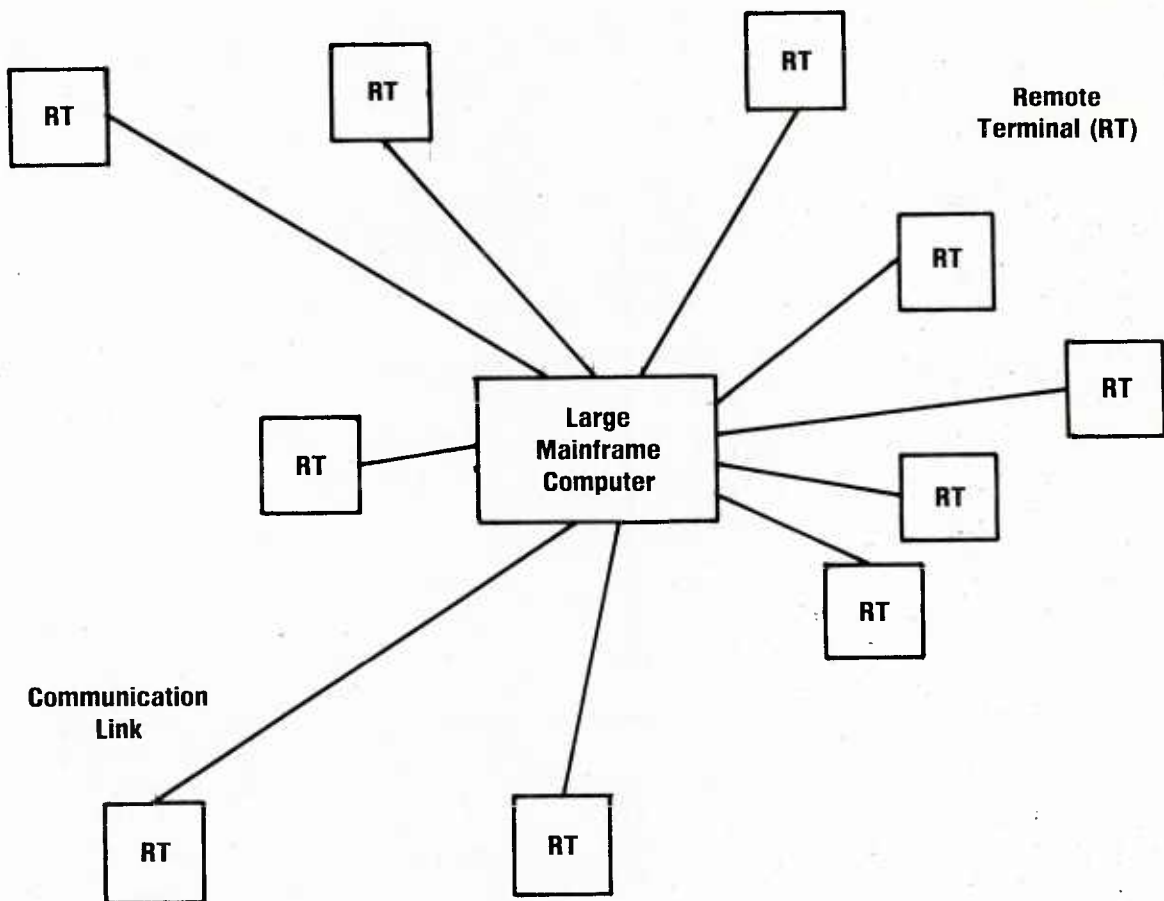 RT
RT
RT
Remote
Terminal (RT)
RT
RT
Large
Mainframe
Computer
RT
RT
RT
Communication
Link
RT
RT